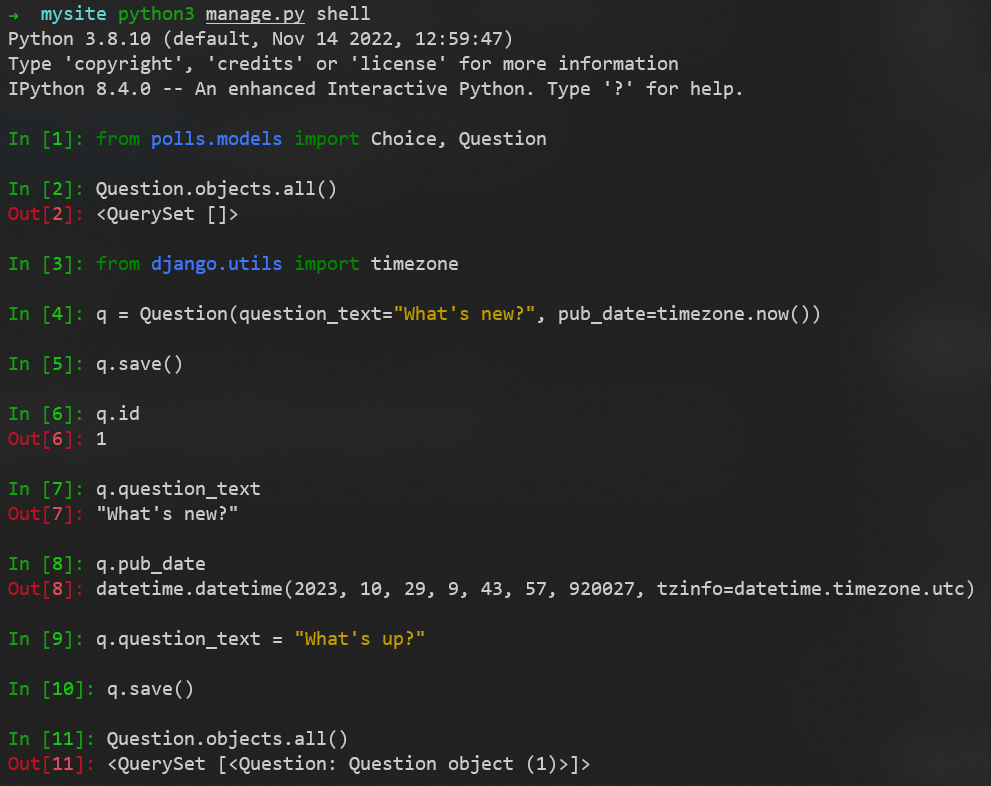 → mysite python3 manage.py shell
Python 3.8.10 (default, Nov 14 2022, 12:59:47)
Type 'copyright', 'credits' or 'license' for more information
IPython 8.4.0 -- An enhanced Interactive Python. Type '?' for help.
In [1]: from polls.models import Choice, Question
In [2]: Question.objects.all()
Out[2]: <QuerySet []>
In [3]: from django.utils import timezone
In [4]: q = Question(question_text="What's new?", pub_date=timezone.now())
In [5]: q.save()
In [6]: q.id
Out[6]: 1
In [7]: q.question_text
Out[7]: "What's new?"
In [8]: q.pub_date
Out[8]: datetime.datetime(2023, 10, 29, 9, 43, 57, 920027, tzinfo=datetime.timezone.utc)
In [9]: q.question_text = "What's up?"
In [10]: q.save()
In [11]: Question.objects.all()
Out[11]: <QuerySet [<Question: Question object (1)>]>